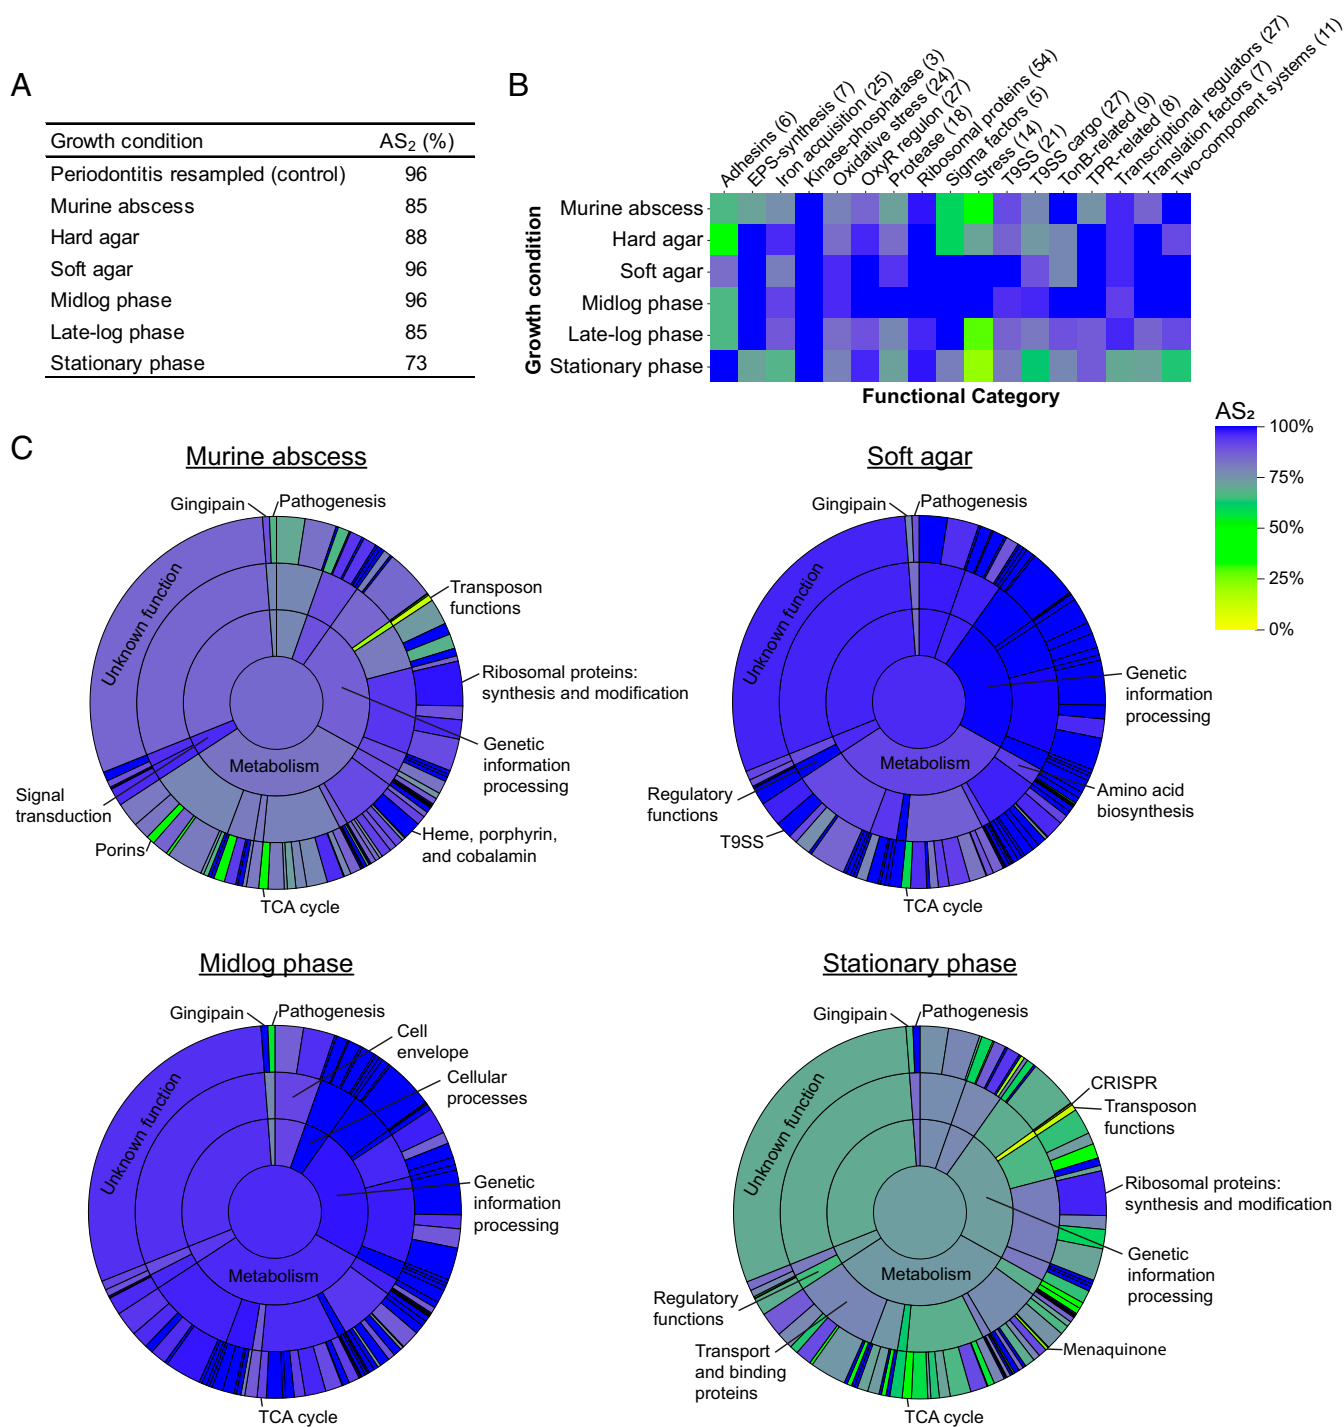 A
Growth condition AS₂ (%)
Periodontitis resampled (control) 96
Murine abscess 85
Hard agar 88
Soft agar 96
Midlog phase 96
Late-log phase 85
Stationary phase 73
B
Adhesins (6)
EPS-synthesis (7)
Iron acquisition (25)
Kinase-phosphatase (3)
Oxidative stress (24)
OxyR regulon (27)
Protease (18)
Ribosomal proteins (54)
Sigma factors (5)
Stress (14)
T9SS (21)
T9SS cargo (27)
TonB-related (9)
TPR-related (8)
Transcriptional regulators (27)
Translation factors (7)
Two-component systems (11)
Growth condition
Murine abscess
Hard agar
Soft agar
Midlog phase
Late-log phase
Stationary phase
Functional Category
AS₂
100%
75%
50%
25%
0%
C
Murine abscess
Gingipain
Pathogenesis
Unknown function
Transposon
functions
Ribosomal proteins:
synthesis and modification
Genetic
information
processing
Metabolism
Signal
transduction
Porins
Heme, porphyrin,
and cobalamin
TCA cycle
Soft agar
Gingipain
Pathogenesis
Unknown function
Genetic
information
processing
Metabolism
Regulatory
functions
Amino acid
biosynthesis
T9SS
TCA cycle
Midlog phase
Gingipain
Pathogenesis
Cell
envelope
Cellular
processes
Unknown function
Genetic
information
processing
Metabolism
TCA cycle
Stationary phase
Gingipain
Pathogenesis
Unknown function
CRISPR
Transposon
functions
Ribosomal proteins:
synthesis and modification
Genetic
information
processing
Metabolism
Regulatory
functions
Transport
and binding
proteins
Menaquinone
TCA cycle